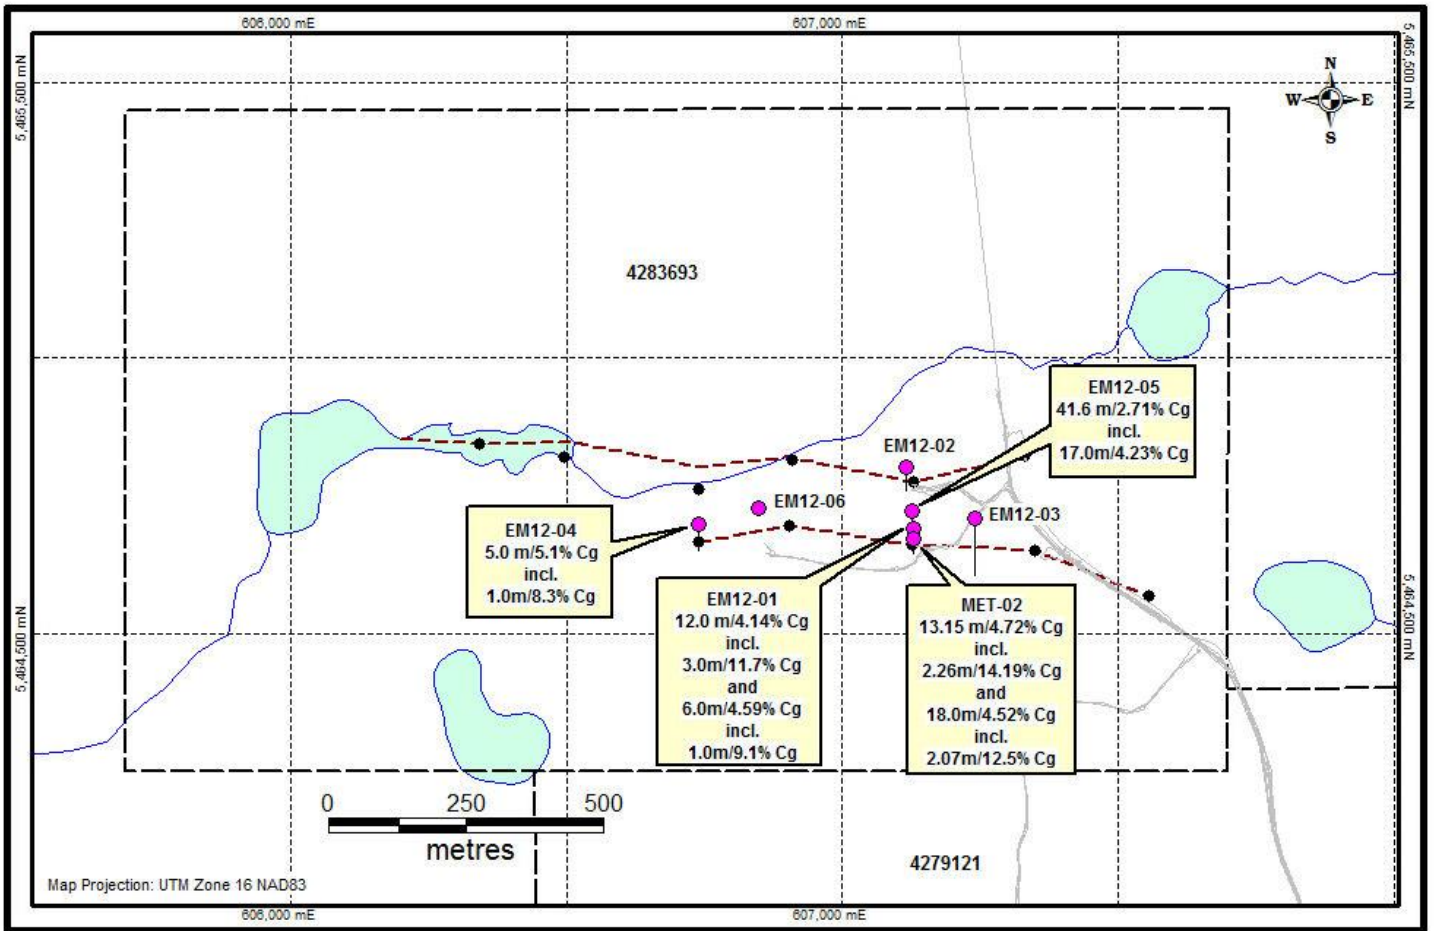 606,000 mE
607,000 mE
5,465,500 mN
5,465,500 mN
N
W
E
S
4283693
EM12-05
41.6 m/2.71% Cg
incl.
17.0m/4.23% Cg
EM12-02
EM12-06
EM12-03
EM12-04
5.0 m/5.1% Cg
incl.
1.0m/8.3% Cg
EM12-01
12.0 m/4.14% Cg
incl.
3.0m/11.7% Cg
and
6.0m/4.59% Cg
incl.
1.0m/9.1% Cg
MET-02
13.15 m/4.72% Cg
incl.
2.26m/14.19% Cg
and
18.0m/4.52% Cg
incl.
2.07m/12.5% Cg
5,464,500 mN
5,464,500 mN
0 250 500
metres
4279121
Map Projection: UTM Zone 16 NAD83
606,000 mE
607,000 mE